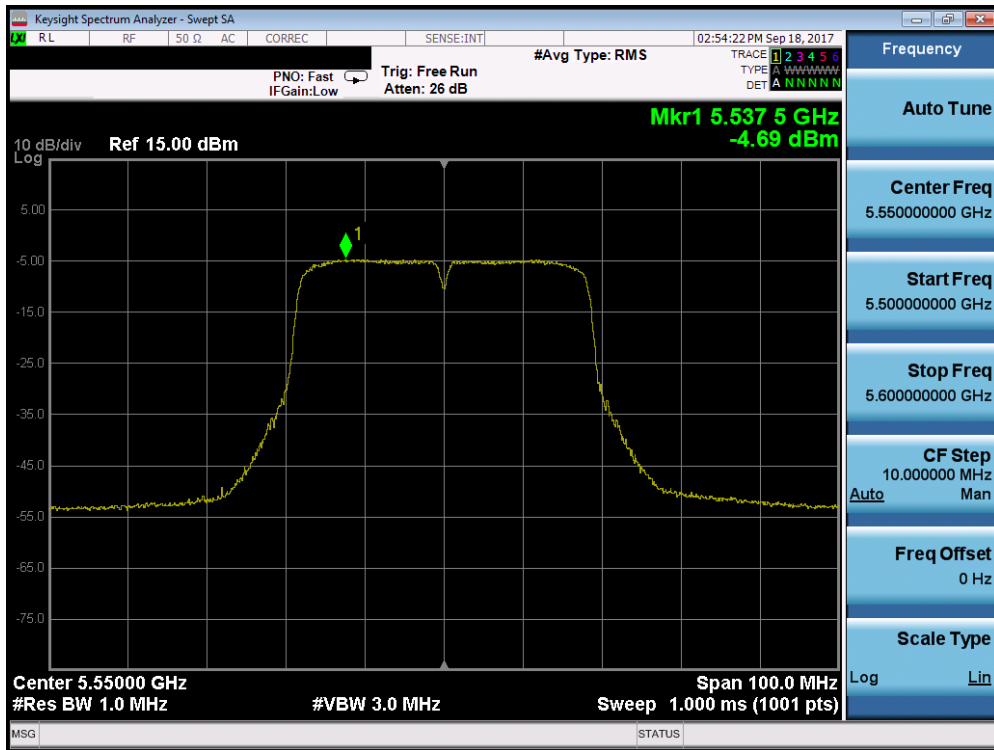 Keysight Spectrum Analyzer - Swept SA
LXI RL RF 50 Ω AC CORREC SENSE:INT 02:54:22 PM Sep 18, 2017
#Avg Type: RMS TRACE 1 2 3 4 5 6
PNO: Fast Trig: Free Run TYPE A WWWWW
IFGain:Low Atten: 26 dB DET A N N N N N
Mkr1 5.537 5 GHz
-4.69 dBm
10 dB/div Ref 15.00 dBm
Log
5.00
-5.00
-15.0
-25.0
-35.0
-45.0
-55.0
-65.0
-75.0
1
Center 5.55000 GHz Span 100.0 MHz
#Res BW 1.0 MHz #VBW 3.0 MHz Sweep 1.000 ms (1001 pts)
MSG STATUS
Frequency
Auto Tune
Center Freq
5.550000000 GHz
Start Freq
5.500000000 GHz
Stop Freq
5.600000000 GHz
CF Step
10.000000 MHz
Auto Man
Freq Offset
0 Hz
Scale Type
Log Lin